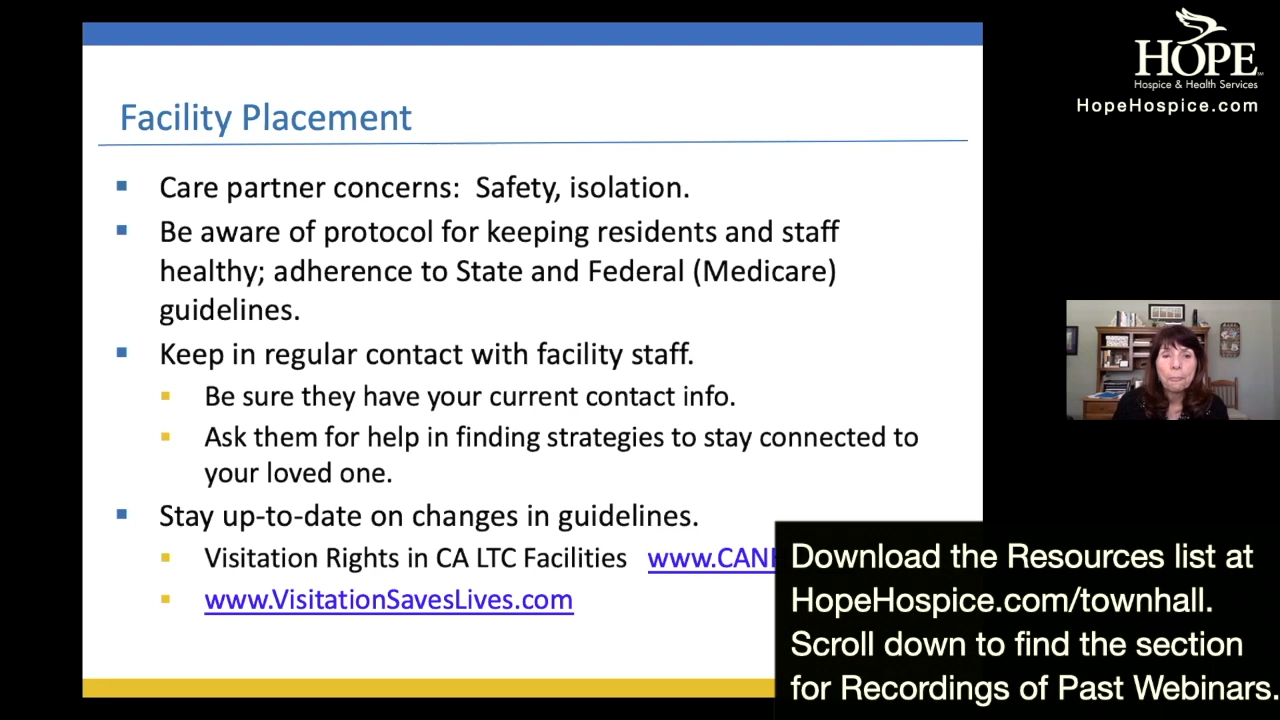 Facility Placement
Care partner concerns: Safety, isolation.
Be aware of protocol for keeping residents and staff
healthy; adherence to State and Federal (Medicare)
guidelines.
Keep in regular contact with facility staff.
Be sure they have your current contact info.
Ask them for help in finding strategies to stay connected to
your loved one.
Stay up-to-date on changes in guidelines.
Visitation Rights in CA LTC Facilities
www.VisitationSavesLives.com
HOPE
Hospice & Health Services
HopeHospice.com
Download the Resources list at
HopeHospice.com/townhall.
Scroll down to find the section
for Recordings of Past Webinars.